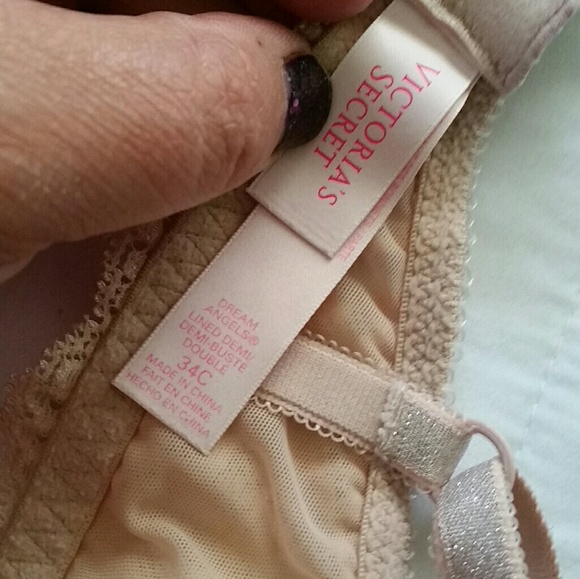 VICTORIA'S
SECRET
DREAM
ANGELS®
LINED DEMI
DEMI-BUSTE
DOUBLE
34C
MADE IN CHINA
FAIT EN CHINE
HECHO EN CHINA